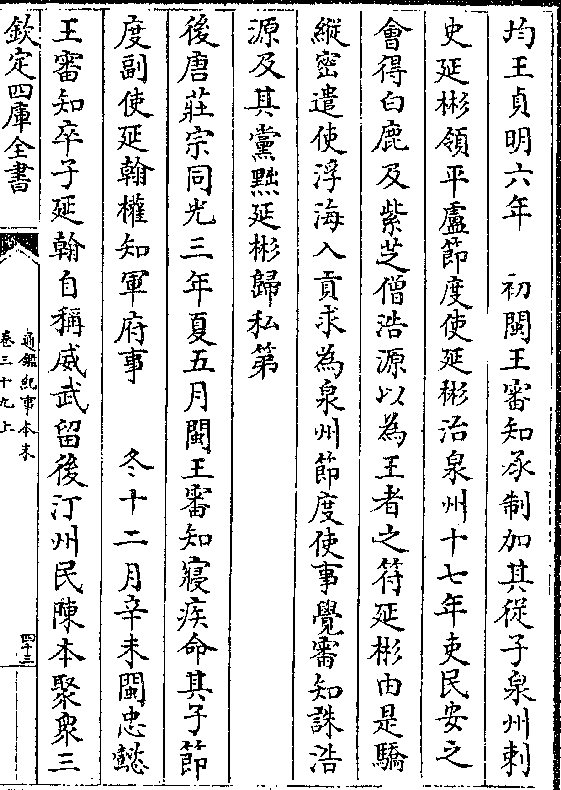 均王貞明六年　初閩王審知承制加其從子泉州刺
史延彬領平盧節度使延彬治泉州十七年吏民安之
會得白鹿及紫芝僧浩源以為王者之符延彬由是驕
縱密遣使浮海入貢求為泉州節度使事覺審知誅浩
源及其黨黜延彬歸私第
後唐莊宗同光三年夏五月閩王審知寢疾命其子節
度副使延翰權知軍府事　冬十二月辛未閩忠懿
王審知卒子延翰自稱威武留後汀州民陳本聚衆三
欽定四庫全書
通鑑紀事本末
卷三十九上
四十三